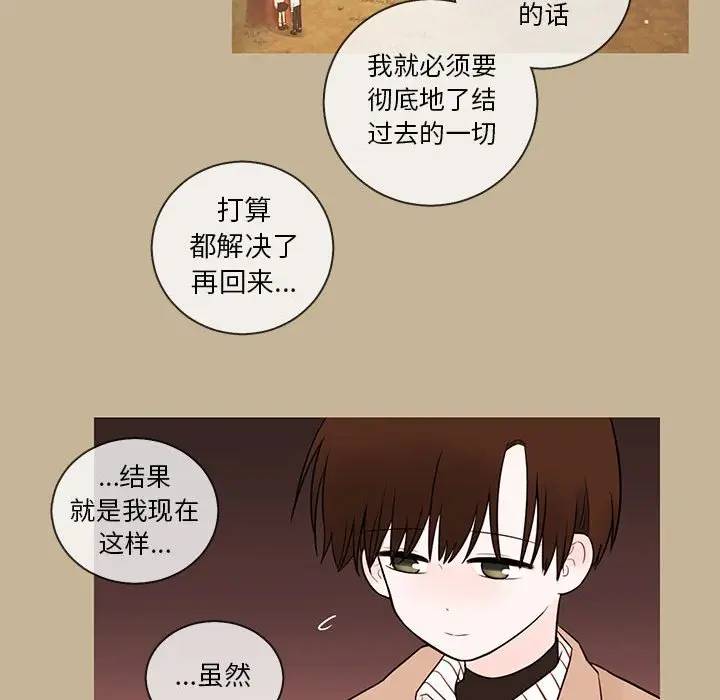 的话
我就必须要
彻底地了结
过去的一切
打算
都解决了
再回来...
...结果
就是我现在
这样...
...虽然